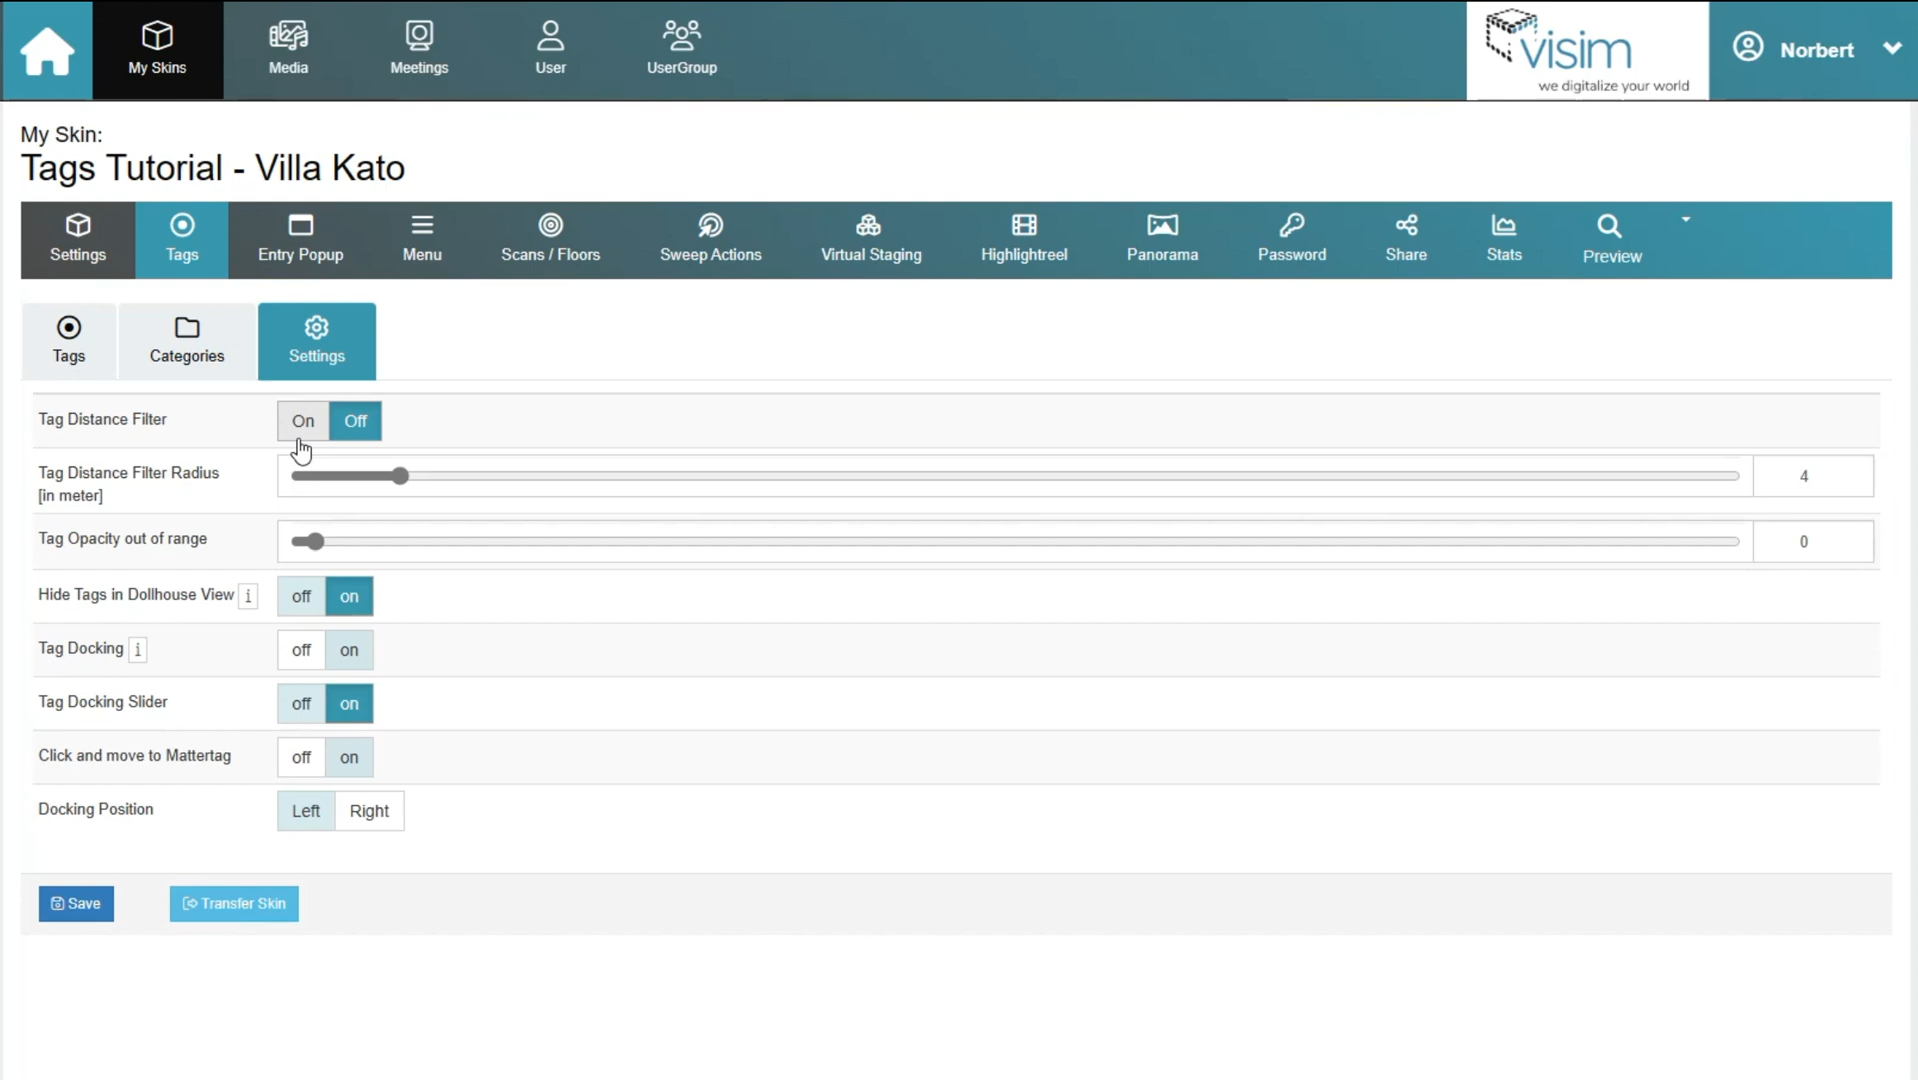 My Skins
Media
Meetings
User
UserGroup
visim
we digitalize your world
Norbert
My Skin:
Tags Tutorial - Villa Kato
Settings
Tags
Entry Popup
Menu
Scans / Floors
Sweep Actions
Virtual Staging
Highlightreel
Panorama
Password
Share
Stats
Preview
Tags
Categories
Settings
Tag Distance Filter
On Off
Tag Distance Filter Radius
[in meter]
4
Tag Opacity out of range
0
Hide Tags in Dollhouse View i
off on
Tag Docking i
off on
Tag Docking Slider
off on
Click and move to Mattertag
off on
Docking Position
Left Right
Save
Transfer Skin